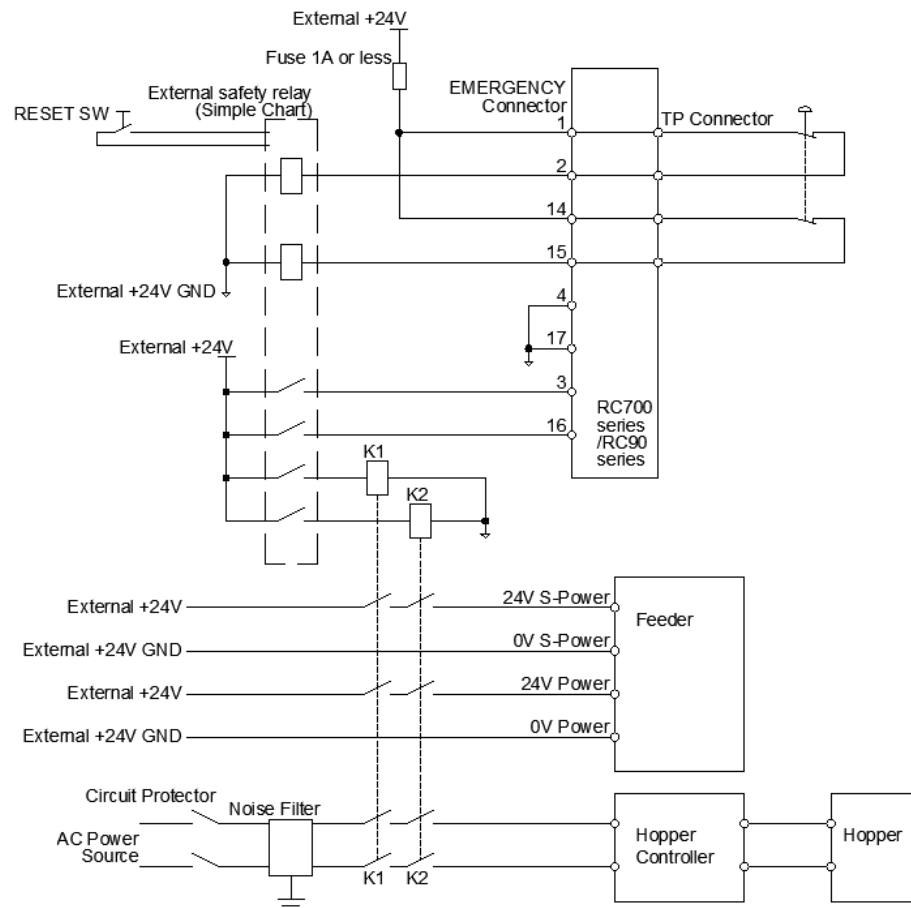 External +24V
Fuse 1A or less
EMERGENCY
Connector
External safety relay
(Simple Chart)
RESET SW
1
TP Connector
2
14
15
External +24V GND
4
17
External +24V
3
RC700
series
/RC90
series
16
K1
K2
External +24V
24V S-Power
Feeder
External +24V GND
0V S-Power
External +24V
24V Power
External +24V GND
0V Power
Circuit Protector
Noise Filter
AC Power
Source
K1
K2
Hopper
Controller
Hopper